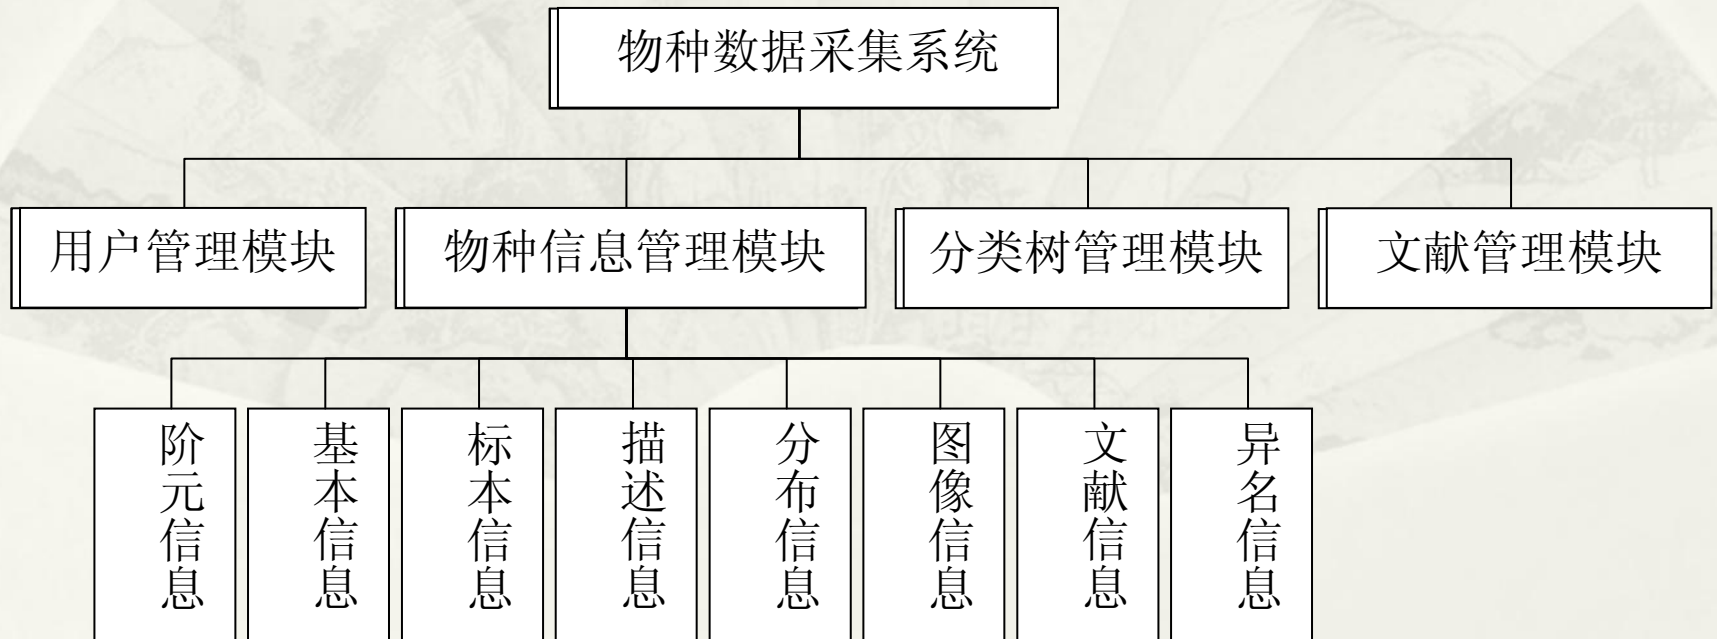 物种数据采集系统
用户管理模块
物种信息管理模块
分类树管理模块
文献管理模块
阶元信息
基本信息
标本信息
描述信息
分布信息
图像信息
文献信息
异名信息